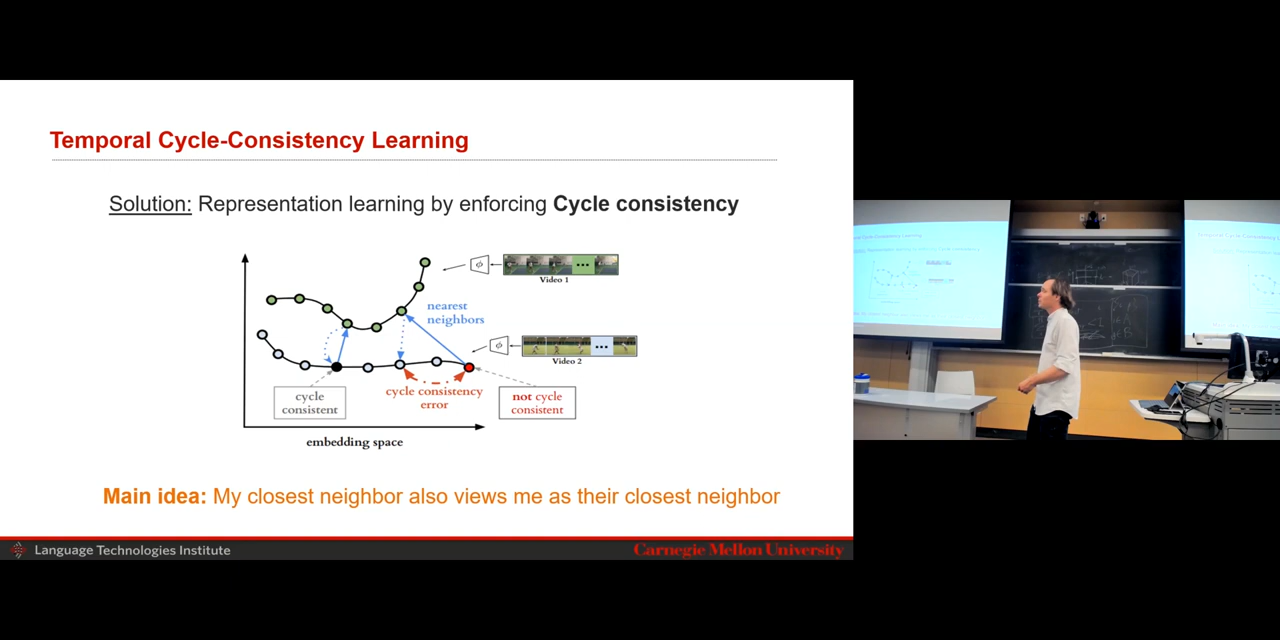 Temporal Cycle-Consistency Learning
Solution: Representation learning by enforcing Cycle consistency
ϕ
•••
Video 1
nearest
neighbors
ϕ
•••
Video 2
cycle
consistent
cycle consistency
error
not cycle
consistent
embedding space
Main idea: My closest neighbor also views me as their closest neighbor
Language Technologies Institute
Carnegie Mellon University